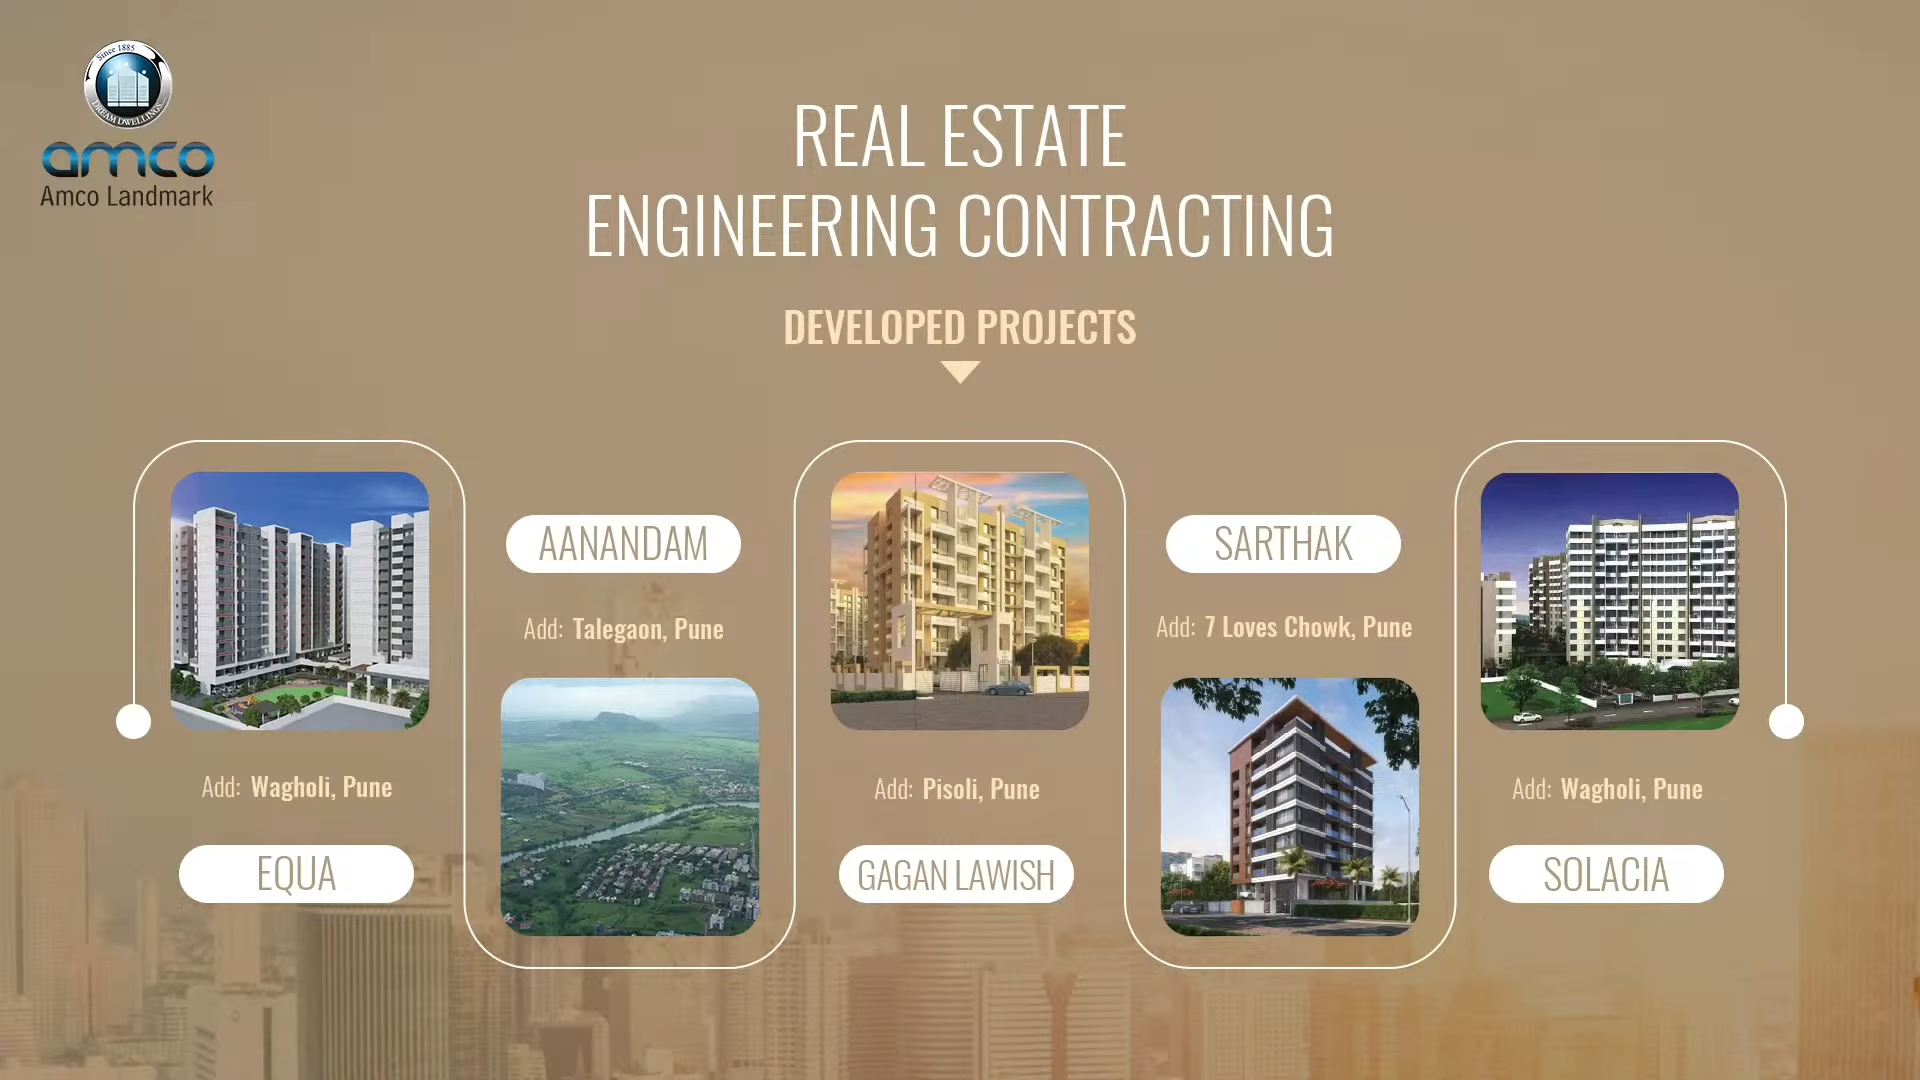 Since 1885
DREAM DWELLINGS
amco
Amco Landmark
REAL ESTATE
ENGINEERING CONTRACTING
DEVELOPED PROJECTS
Add: Wagholi, Pune
EQUA
AANANDAM
Add: Talegaon, Pune
Add: Pisoli, Pune
GAGAN LAWISH
SARTHAK
Add: 7 Loves Chowk, Pune
Add: Wagholi, Pune
SOLACIA